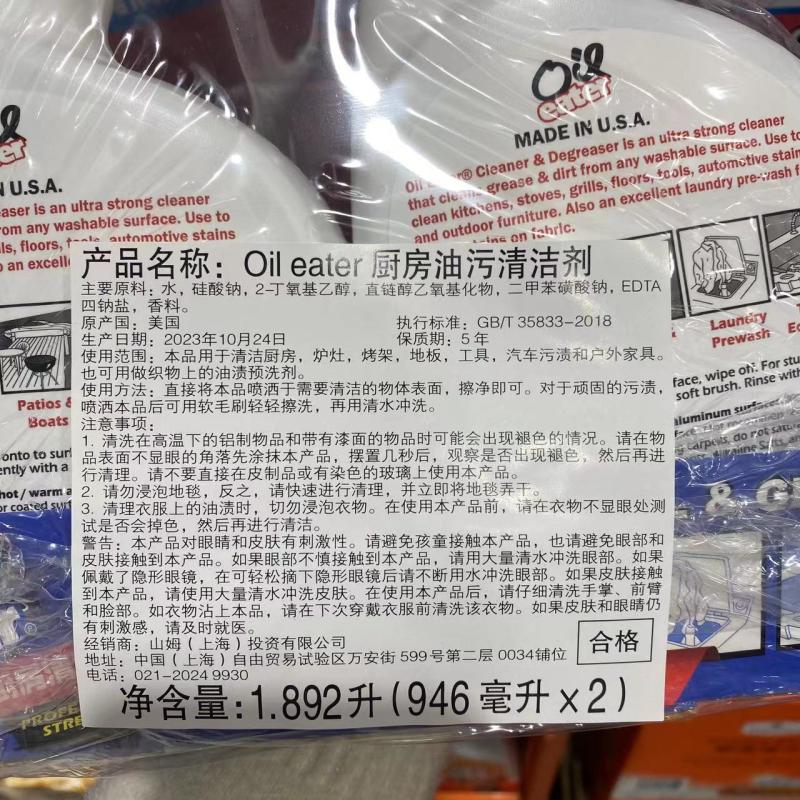 Oil
eater
MADE IN U.S.A.
Cleaner & Degreaser is an ultra strong cleaner
that cleans grease & dirt from any washable surface. Use to
clean kitchens, stoves, grills, floors, tools, automotive stain
and outdoor furniture. Also an excellent laundry pre-wash f
on fabric.
N U.S.A.
easer is an ultra strong cleaner
rom any washable surface. Use to
ls, floors, automotive stains
an excelle
产品名称：Oil eater 厨房油污清洁剂
主要原料：水，硅酸钠，2-丁氧基乙醇，直链醇乙氧基化物，二甲苯磺酸钠，EDTA
四钠盐，香料。
原产国：美国 执行标准：GB/T 35833-2018
生产日期：2023年10月24日 保质期：5 年
使用范围：本品用于清洁厨房，炉灶，烤架，地板，工具，汽车污渍和户外家具。
也可用做织物上的油渍预洗剂。
使用方法：直接将本品喷洒于需要清洁的物体表面，擦净即可。对于顽固的污渍，
喷洒本品后可用软毛刷轻轻擦洗，再用清水冲洗。
注意事项：
1. 清洗在高温下的铝制物品和带有漆面的物品时可能会出现褪色的情况。请在物
品表面不显眼的角落先涂抹本产品，摆置几秒后，观察是否出现褪色，然后再进
行清理。请不要直接在皮制品或有染色的玻璃上使用本产品。
2. 请勿浸泡地毯，反之，请快速进行清理，并立即将地毯弄干。
3. 清理衣服上的油渍时，切勿浸泡衣物。在使用本产品前，请在衣物不显眼处测
试是否会掉色，然后再进行清洁。
警告：本产品对眼睛和皮肤有刺激性。请避免孩童接触本产品，也请避免眼部和
皮肤接触到本产品。如果眼部不慎接触到本产品，请用大量清水冲洗眼部。如果
佩戴了隐形眼镜，在可轻松摘下隐形眼镜后请不断用水冲洗眼部。如果皮肤接触
到本产品，请使用大量清水冲洗皮肤。在使用本产品后，请仔细清洗手掌、前臂
和脸部。如衣物沾上本品，请在下次穿戴衣服前清洗该衣物。如果皮肤和眼睛仍
有刺激感，请及时就医。
经销商：山姆（上海）投资有限公司
地址：中国（上海）自由贸易试验区万安街 599号第二层 0034铺位
电话：021-2024 9930
合格
净含量：1.892升（946 毫升 x 2）
Patios &
Boats
onto to surf
ently with a
hot / warm a
or coated surf
Laundry
Prewash
face, wipe off. For stu
soft brush. Rinse with
aluminum surfaces
carpets, do not satura
& G
PROFE
STRE